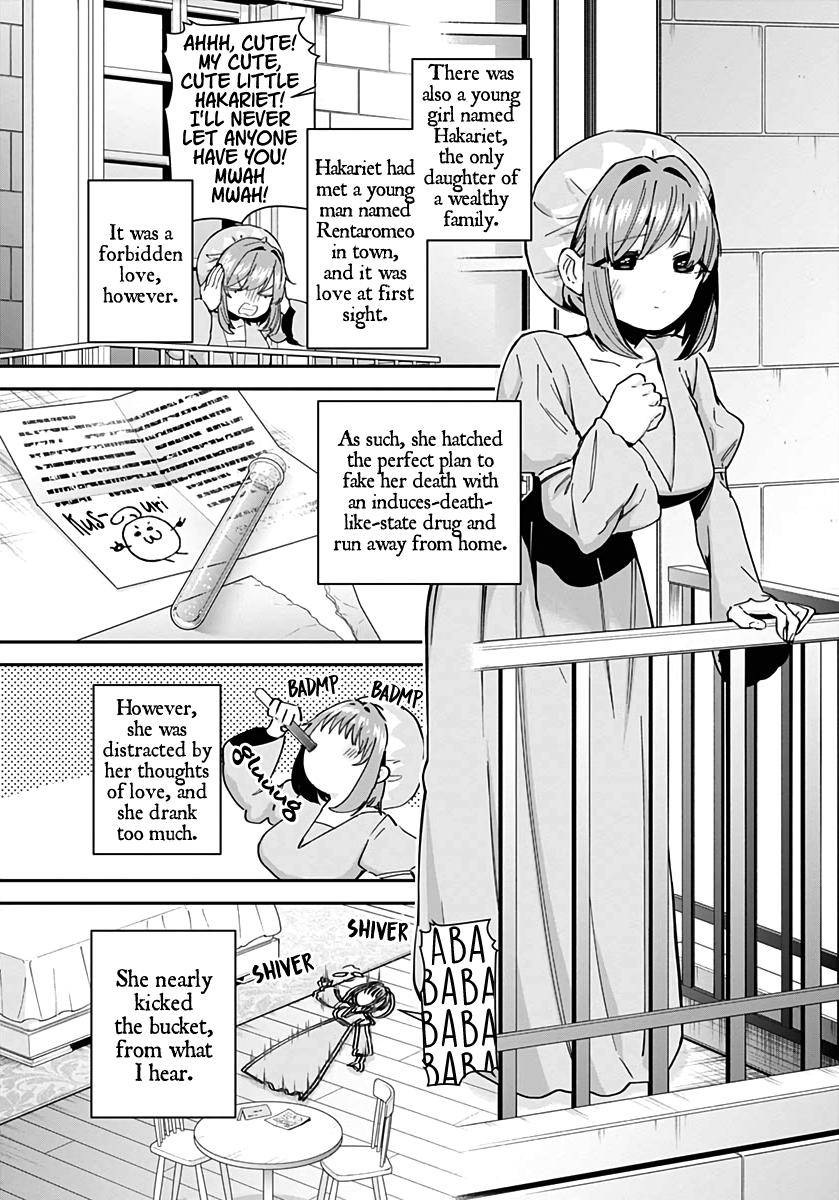 There was
also a young
girl named
Hakariet,
the only
daughter of
a wealthy
family.
Hakariet had
met a young
man named
Rentaromeo
in town,
and it was
love at first
sight.
AHHH, CUTE!
MY CUTE,
CUTE LITTLE
HAKARIET!
I'LL NEVER
LET ANYONE
HAVE YOU!
MWAH
MWAH!
It was a
forbidden
love,
however.
As such, she hatched
the perfect plan to
fake her death with
an induces-death-
like-state drug and
run away from home.
KUS-URI
BADMP
BADMP
However,
she was
distracted by
her thoughts
of love, and
she drank
too much.
SHIVER
SHIVER
ABA
BABA
BABA
BABA
She nearly
kicked
the bucket,
from what
I hear.